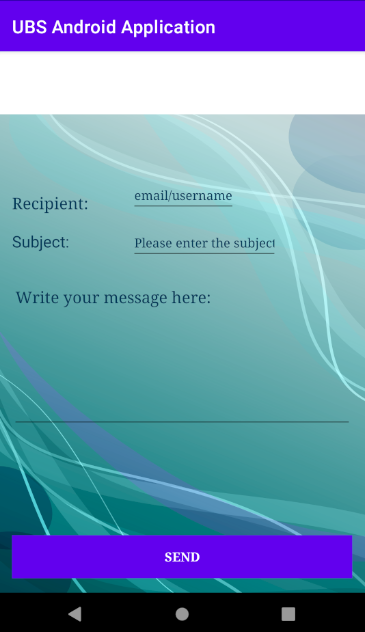 UBS Android Application
Recipient: email/username
Subject: Please enter the subject
Write your message here:
SEND